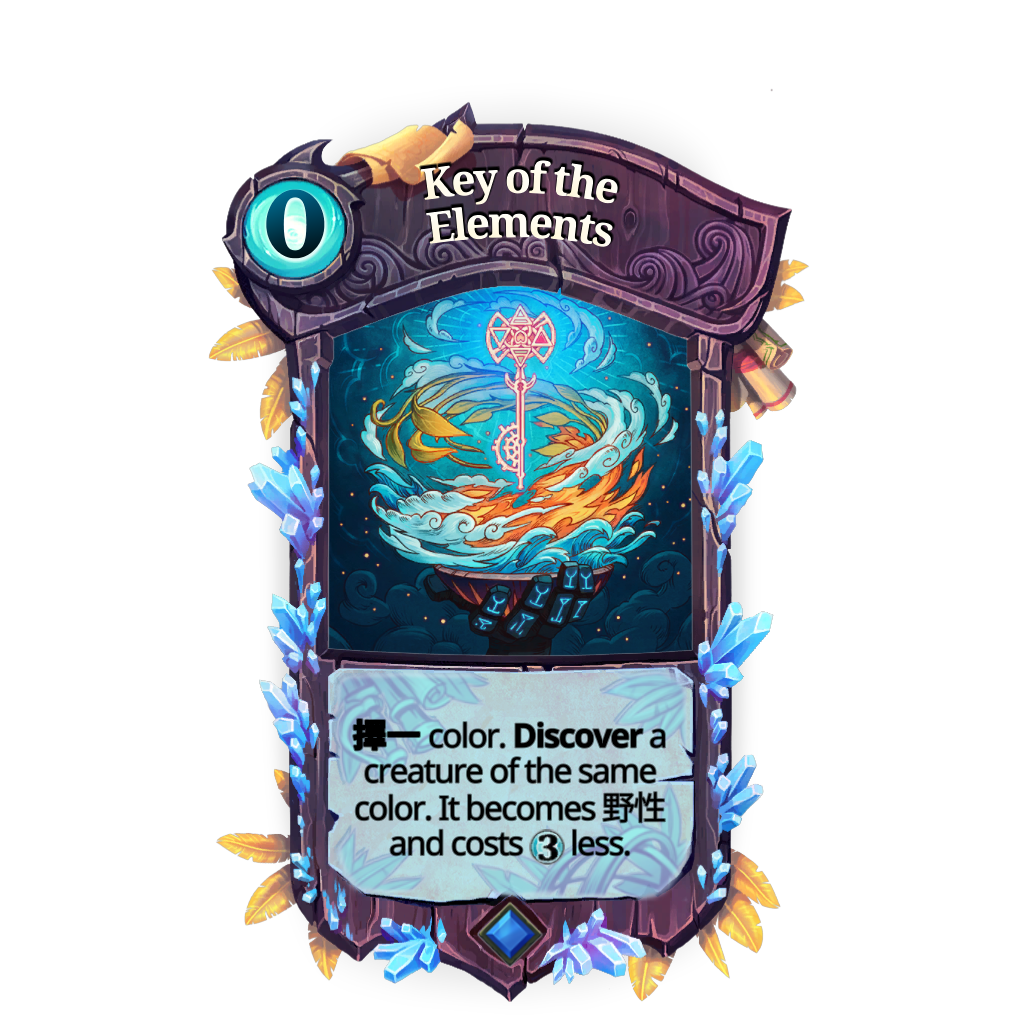 0
Key of the
Elements
擇一 color. Discover a
creature of the same
color. It becomes 野性
and costs 3 less.